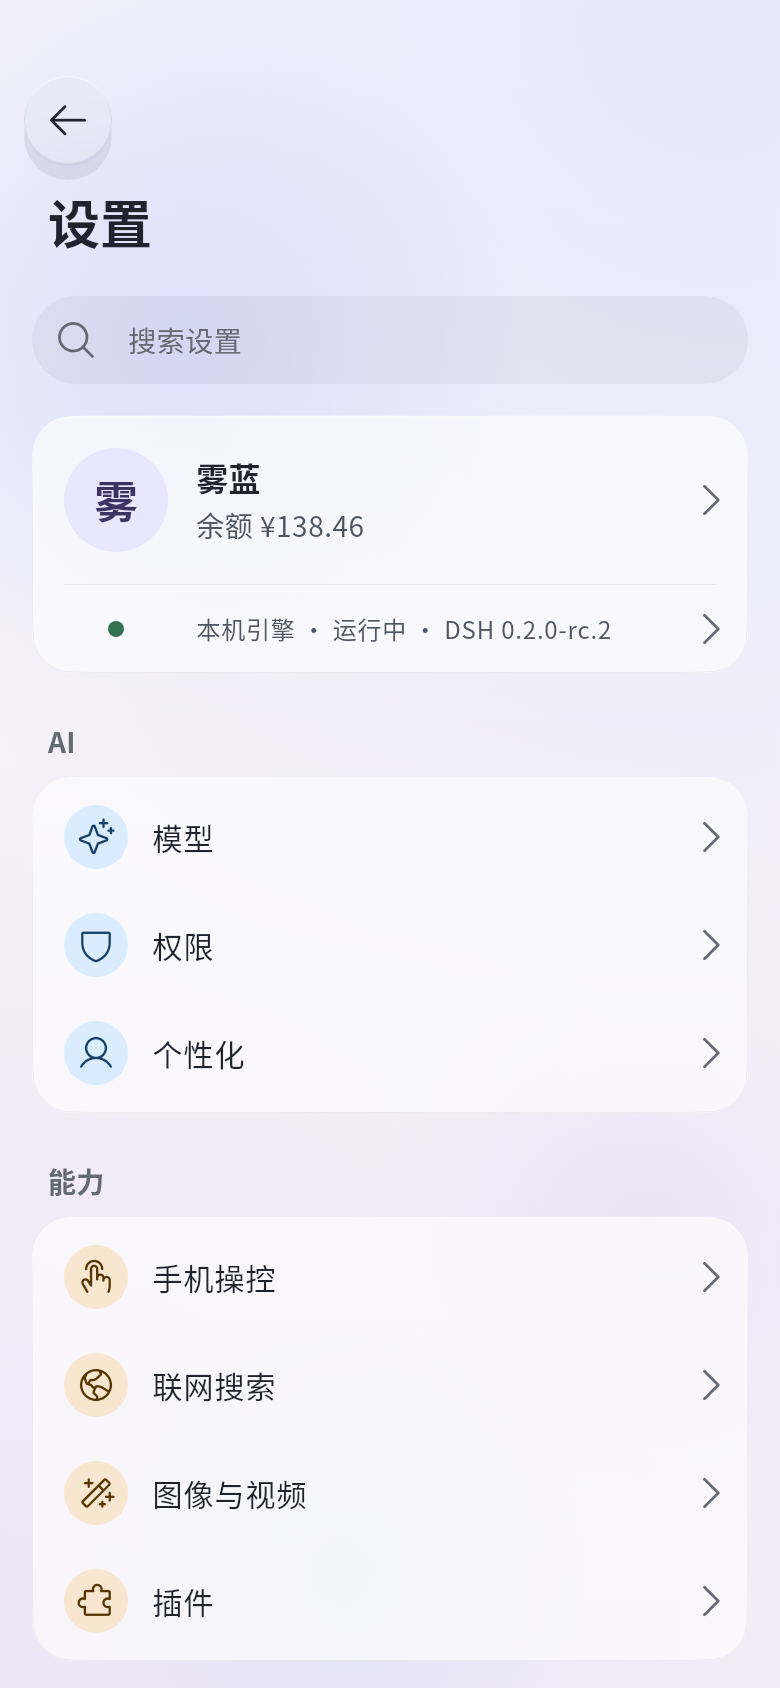 设置
搜索设置
雾
雾蓝
余额 ¥138.46
本机引擎 · 运行中 · DSH 0.2.0-rc.2
AI
模型
权限
个性化
能力
手机操控
联网搜索
图像与视频
插件